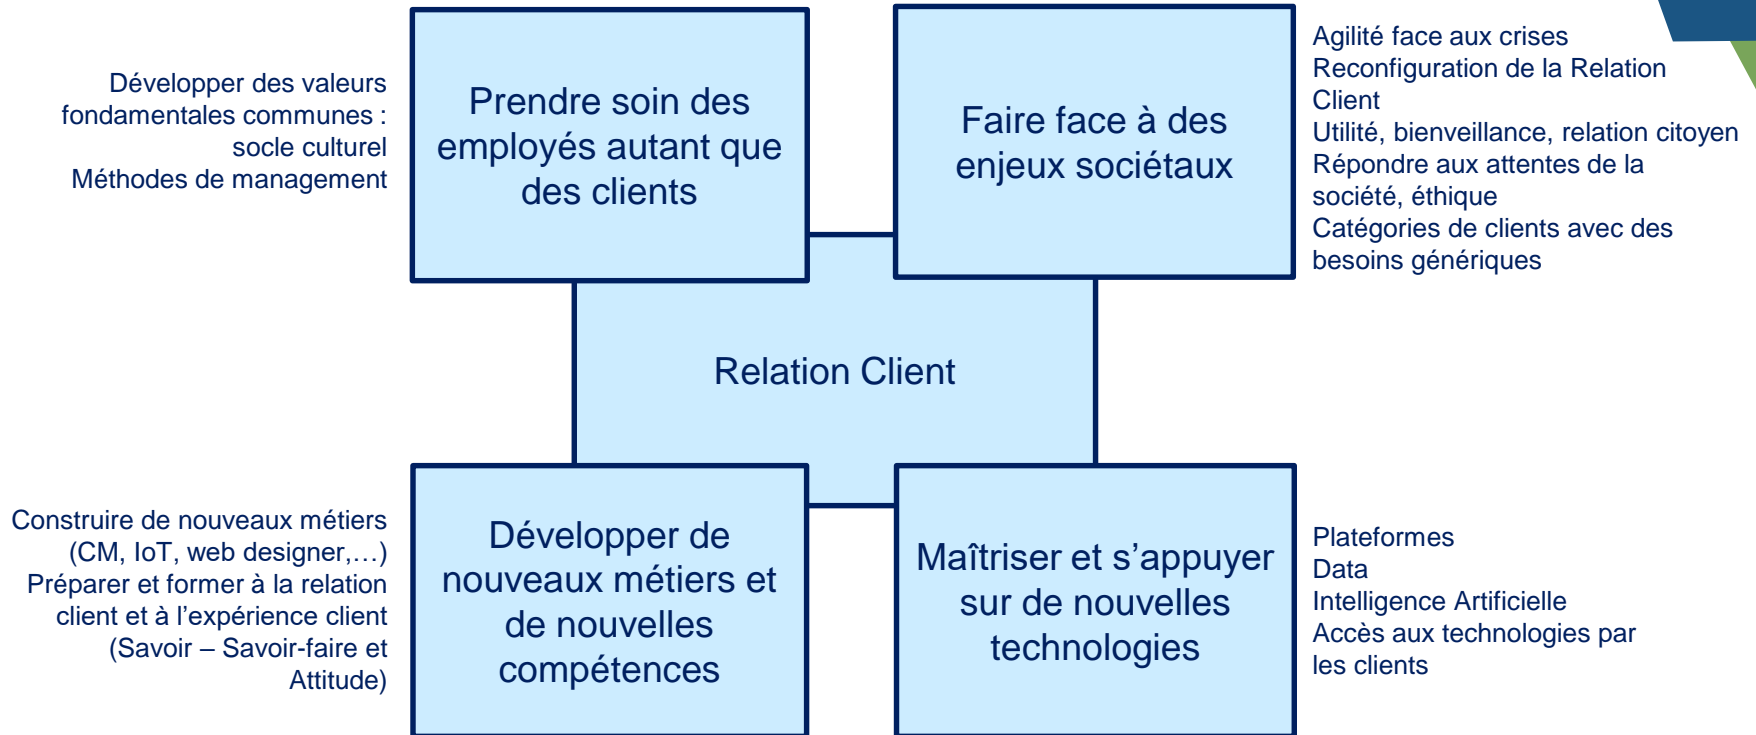 Développer des valeurs
fondamentales communes :
socle culturel
Méthodes de management
Prendre soin des
employés autant que
des clients
Faire face à des
enjeux sociétaux
Agilité face aux crises
Reconfiguration de la Relation
Client
Utilité, bienveillance, relation citoyen
Répondre aux attentes de la
société, éthique
Catégories de clients avec des
besoins génériques
Relation Client
Construire de nouveaux métiers
(CM, IoT, web designer,…)
Préparer et former à la relation
client et à l’expérience client
(Savoir – Savoir-faire et
Attitude)
Développer de
nouveaux métiers et
de nouvelles
compétences
Maîtriser et s’appuyer
sur de nouvelles
technologies
Plateformes
Data
Intelligence Artificielle
Accès aux technologies par
les clients